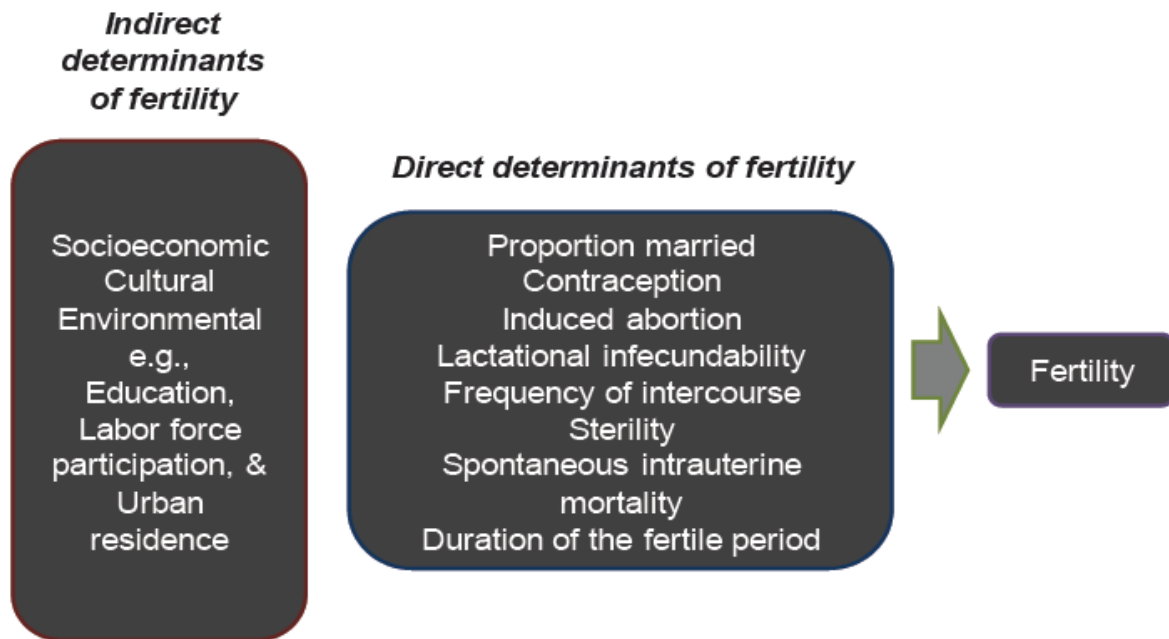 Indirect
determinants
of fertility
Socioeconomic
Cultural
Environmental
e.g.,
Education,
Labor force
participation, &
Urban
residence
Direct determinants of fertility
Proportion married
Contraception
Induced abortion
Lactational infecundability
Frequency of intercourse
Sterility
Spontaneous intrauterine
mortality
Duration of the fertile period
Fertility